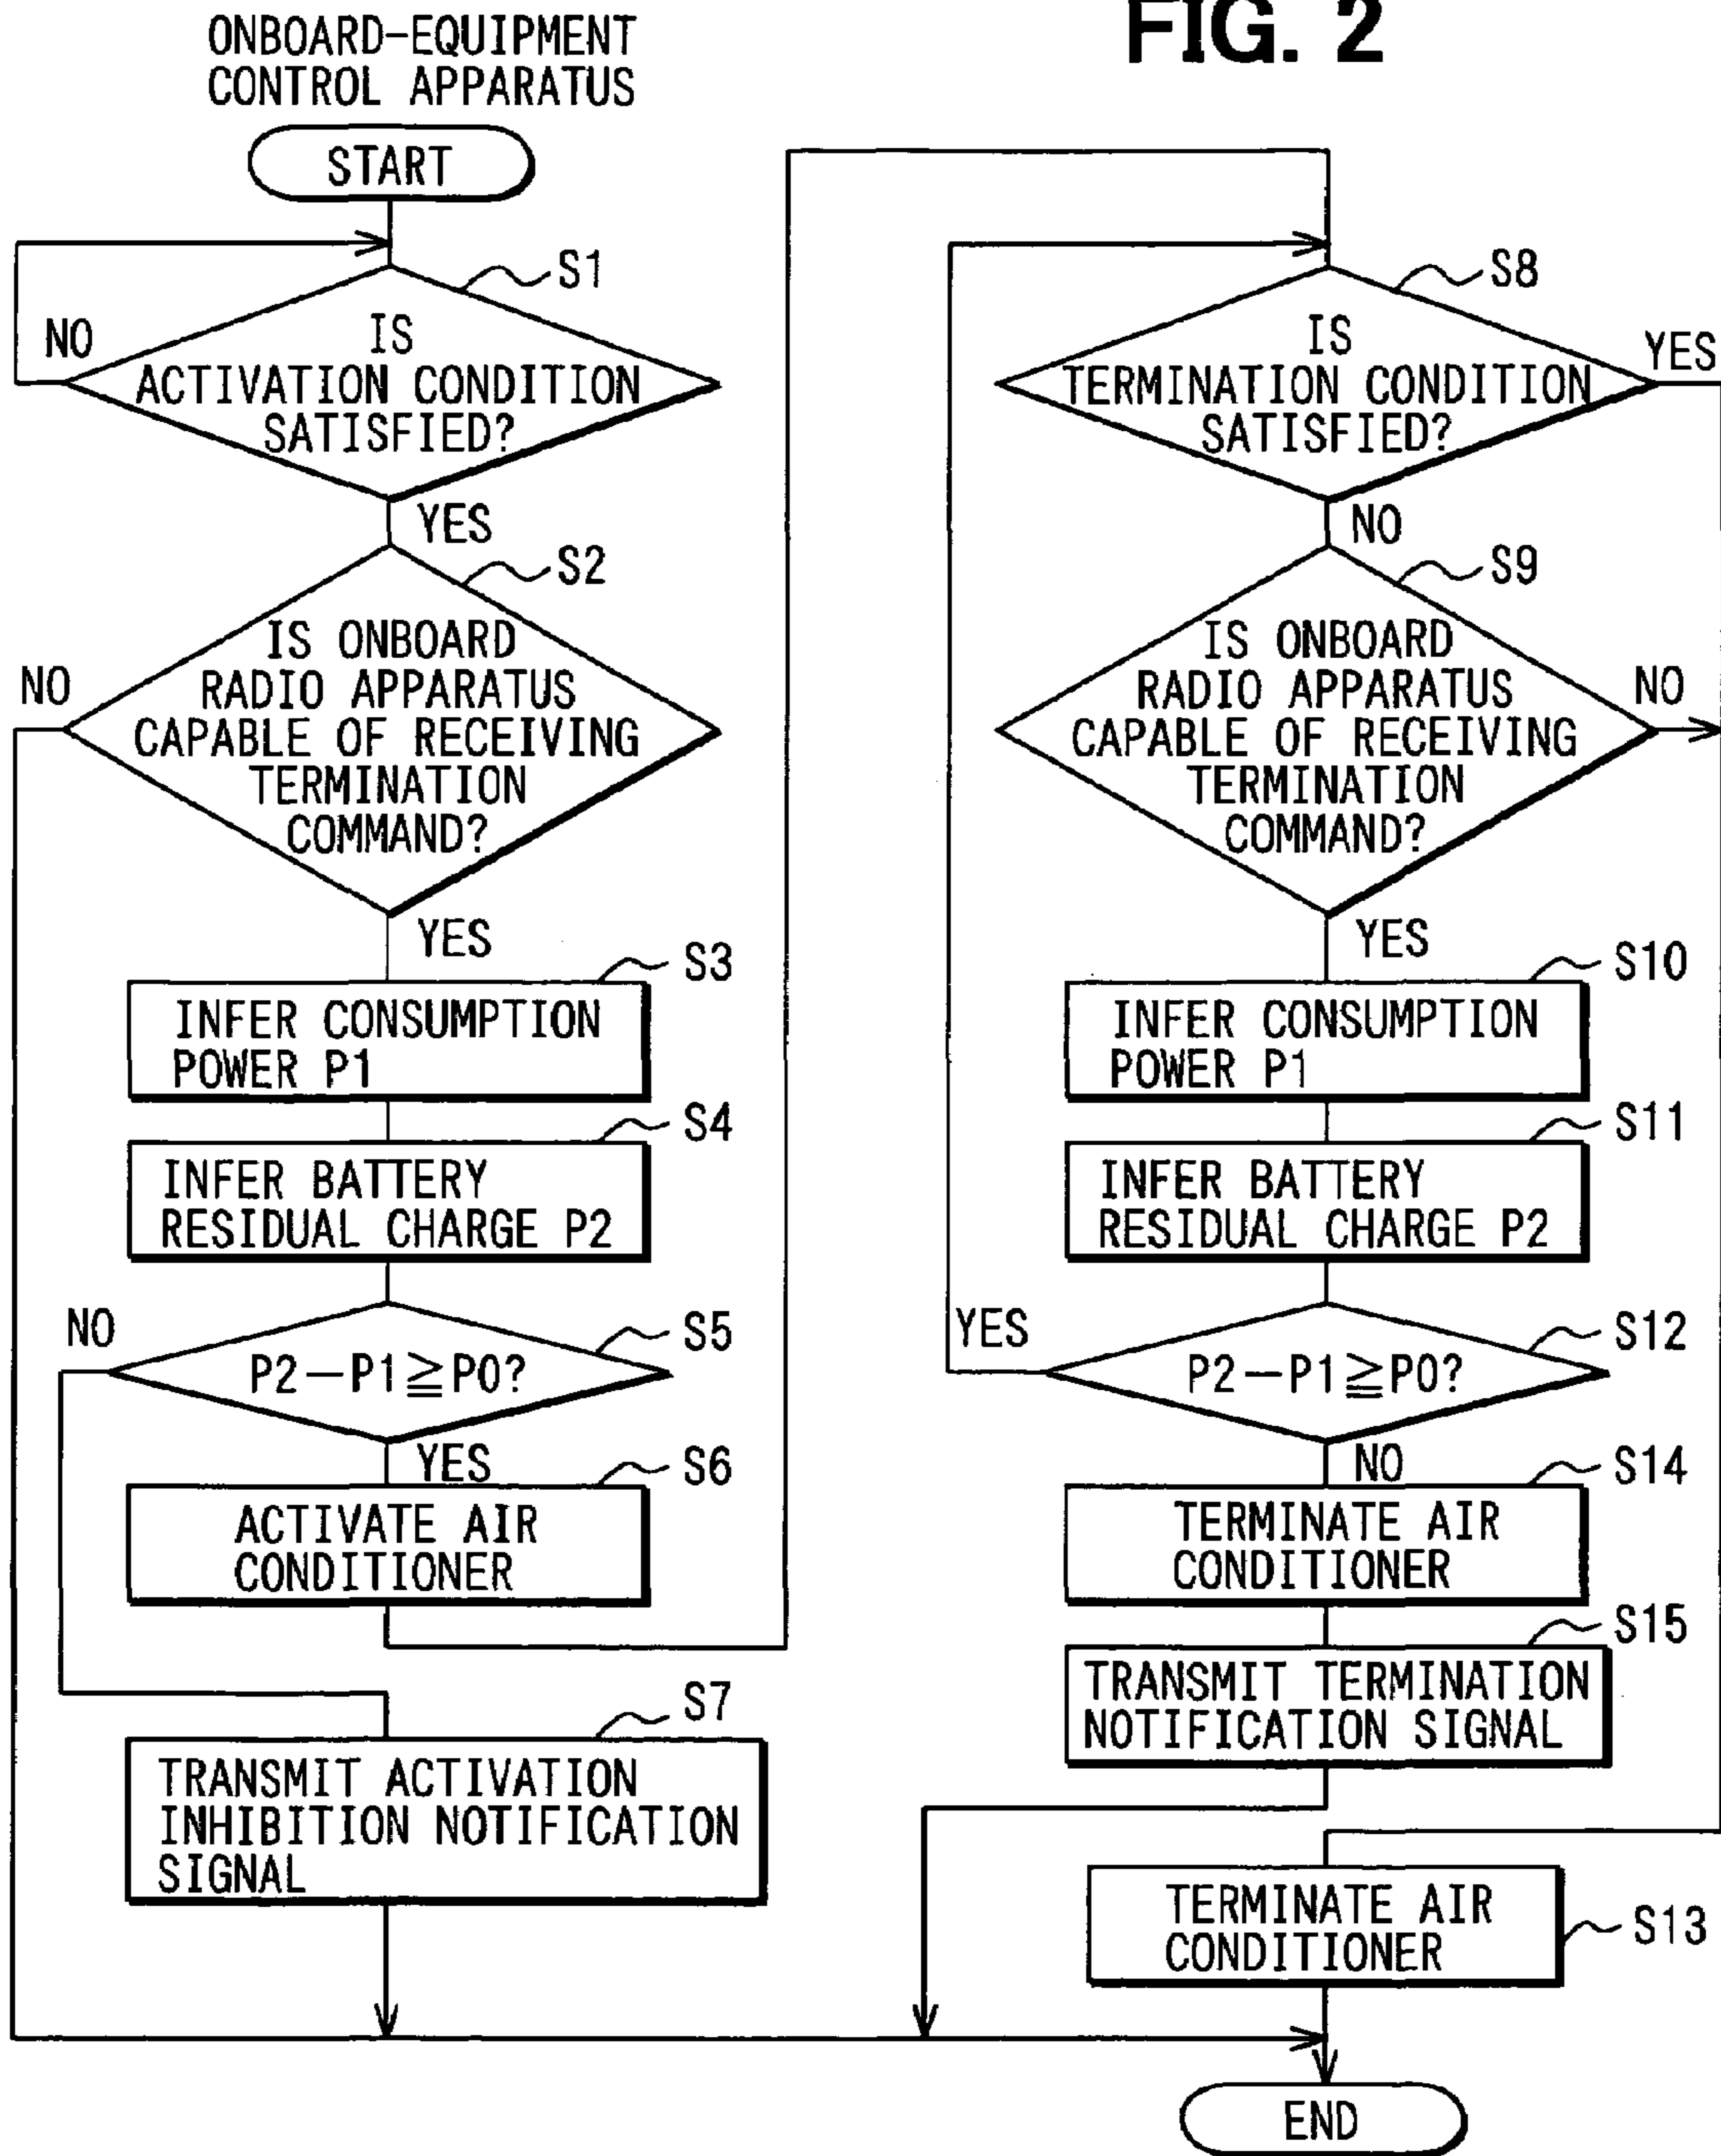 FIG. 2
ONBOARD-EQUIPMENT
CONTROL APPARATUS
START
S1
NO
IS
ACTIVATION CONDITION
SATISFIED?
YES
S2
NO
IS ONBOARD
RADIO APPARATUS
CAPABLE OF RECEIVING
TERMINATION
COMMAND?
YES
S3
INFER CONSUMPTION
POWER P1
S4
INFER BATTERY
RESIDUAL CHARGE P2
NO
S5
P2－P1≧P0?
YES
S6
ACTIVATE AIR
CONDITIONER
S7
TRANSMIT ACTIVATION
INHIBITION NOTIFICATION
SIGNAL
S8
IS
TERMINATION CONDITION
SATISFIED?
YES
NO
S9
IS ONBOARD
RADIO APPARATUS
CAPABLE OF RECEIVING
TERMINATION
COMMAND?
NO
YES
S10
INFER CONSUMPTION
POWER P1
S11
INFER BATTERY
RESIDUAL CHARGE P2
YES
S12
P2－P1≧P0?
NO
S14
TERMINATE AIR
CONDITIONER
S15
TRANSMIT TERMINATION
NOTIFICATION SIGNAL
TERMINATE AIR
CONDITIONER
S13
END